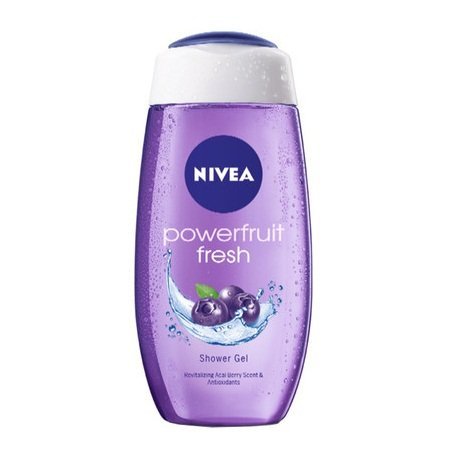 NIVEA
powerfruit
fresh
Shower Gel
Revitalizing Acai Berry Scent &
Antioxidants